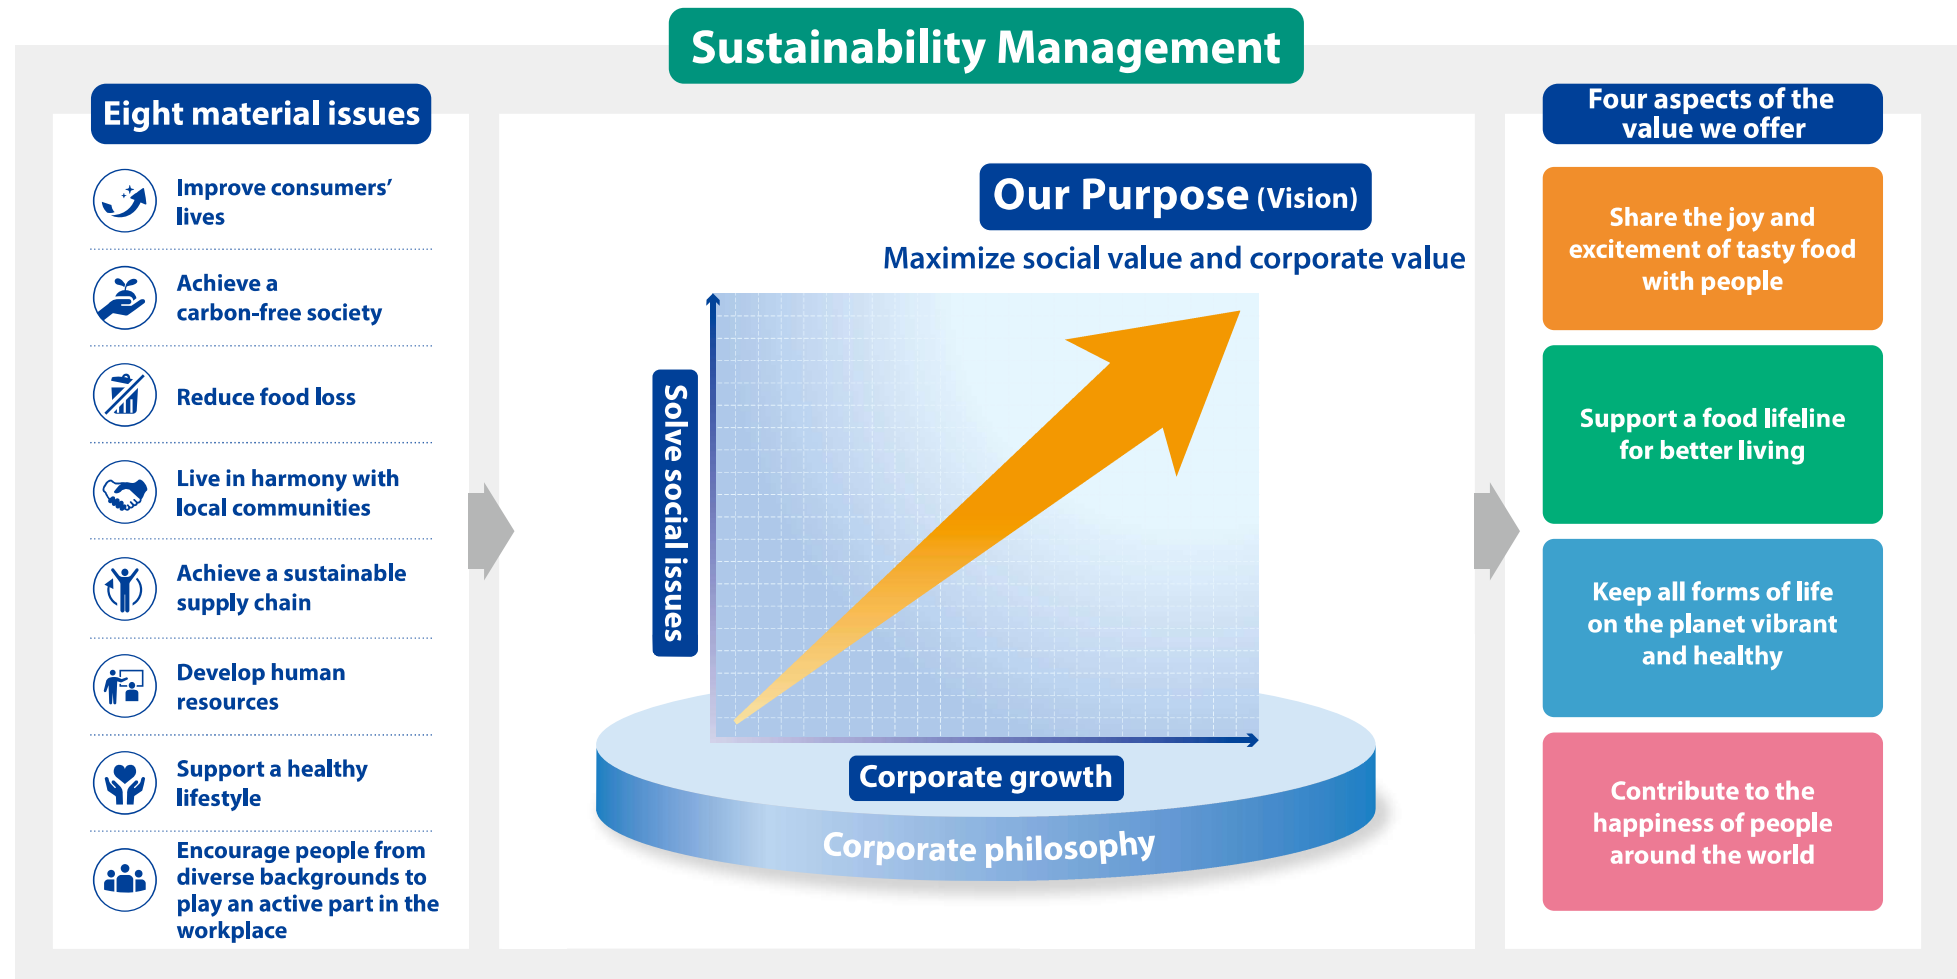 Sustainability Management
Eight material issues
Improve consumers’
lives
Achieve a
carbon-free society
Reduce food loss
Live in harmony with
local communities
Achieve a sustainable
supply chain
Develop human
resources
Support a healthy
lifestyle
Encourage people from
diverse backgrounds to
play an active part in the
workplace
Our Purpose (Vision)
Maximize social value and corporate value
Solve social issues
Corporate growth
Corporate philosophy
Four aspects of the
value we offer
Share the joy and
excitement of tasty food
with people
Support a food lifeline
for better living
Keep all forms of life
on the planet vibrant
and healthy
Contribute to the
happiness of people
around the world